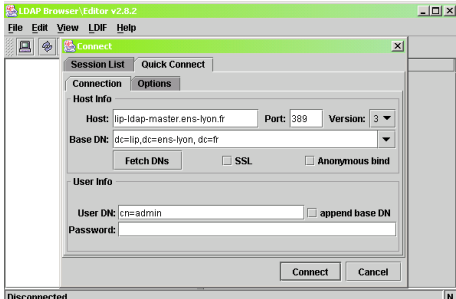 LDAP Browser\Editor v2.8.2
File Edit View LDIF Help
Connect
Session List Quick Connect
Connection Options
Host Info
Host: lip-ldap-master.ens-lyon.fr Port: 389 Version: 3
Base DN: dc=lip,dc=ens-lyon, dc=fr
Fetch DNs SSL Anonymous bind
User Info
User DN: cn=admin append base DN
Password:
Connect Cancel
Disconnected N